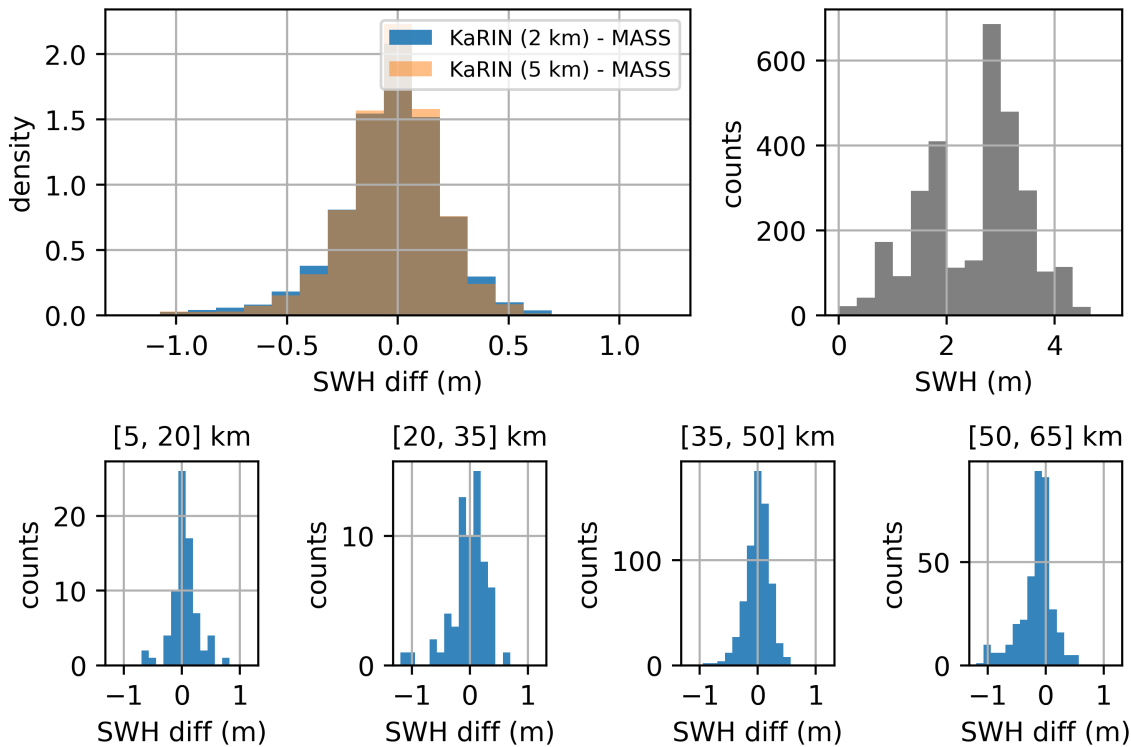 KaRIN (2 km) - MASS
KaRIN (5 km) - MASS
density
2.0
1.5
1.0
0.5
0.0
−1.0 −0.5 0.0 0.5 1.0
SWH diff (m)
counts
600
400
200
0
0 2 4
SWH (m)
[5, 20] km
counts
20
10
0
−1 0 1
SWH diff (m)
[20, 35] km
counts
10
0
−1 0 1
SWH diff (m)
[35, 50] km
counts
100
0
−1 0 1
SWH diff (m)
[50, 65] km
counts
50
0
−1 0 1
SWH diff (m)